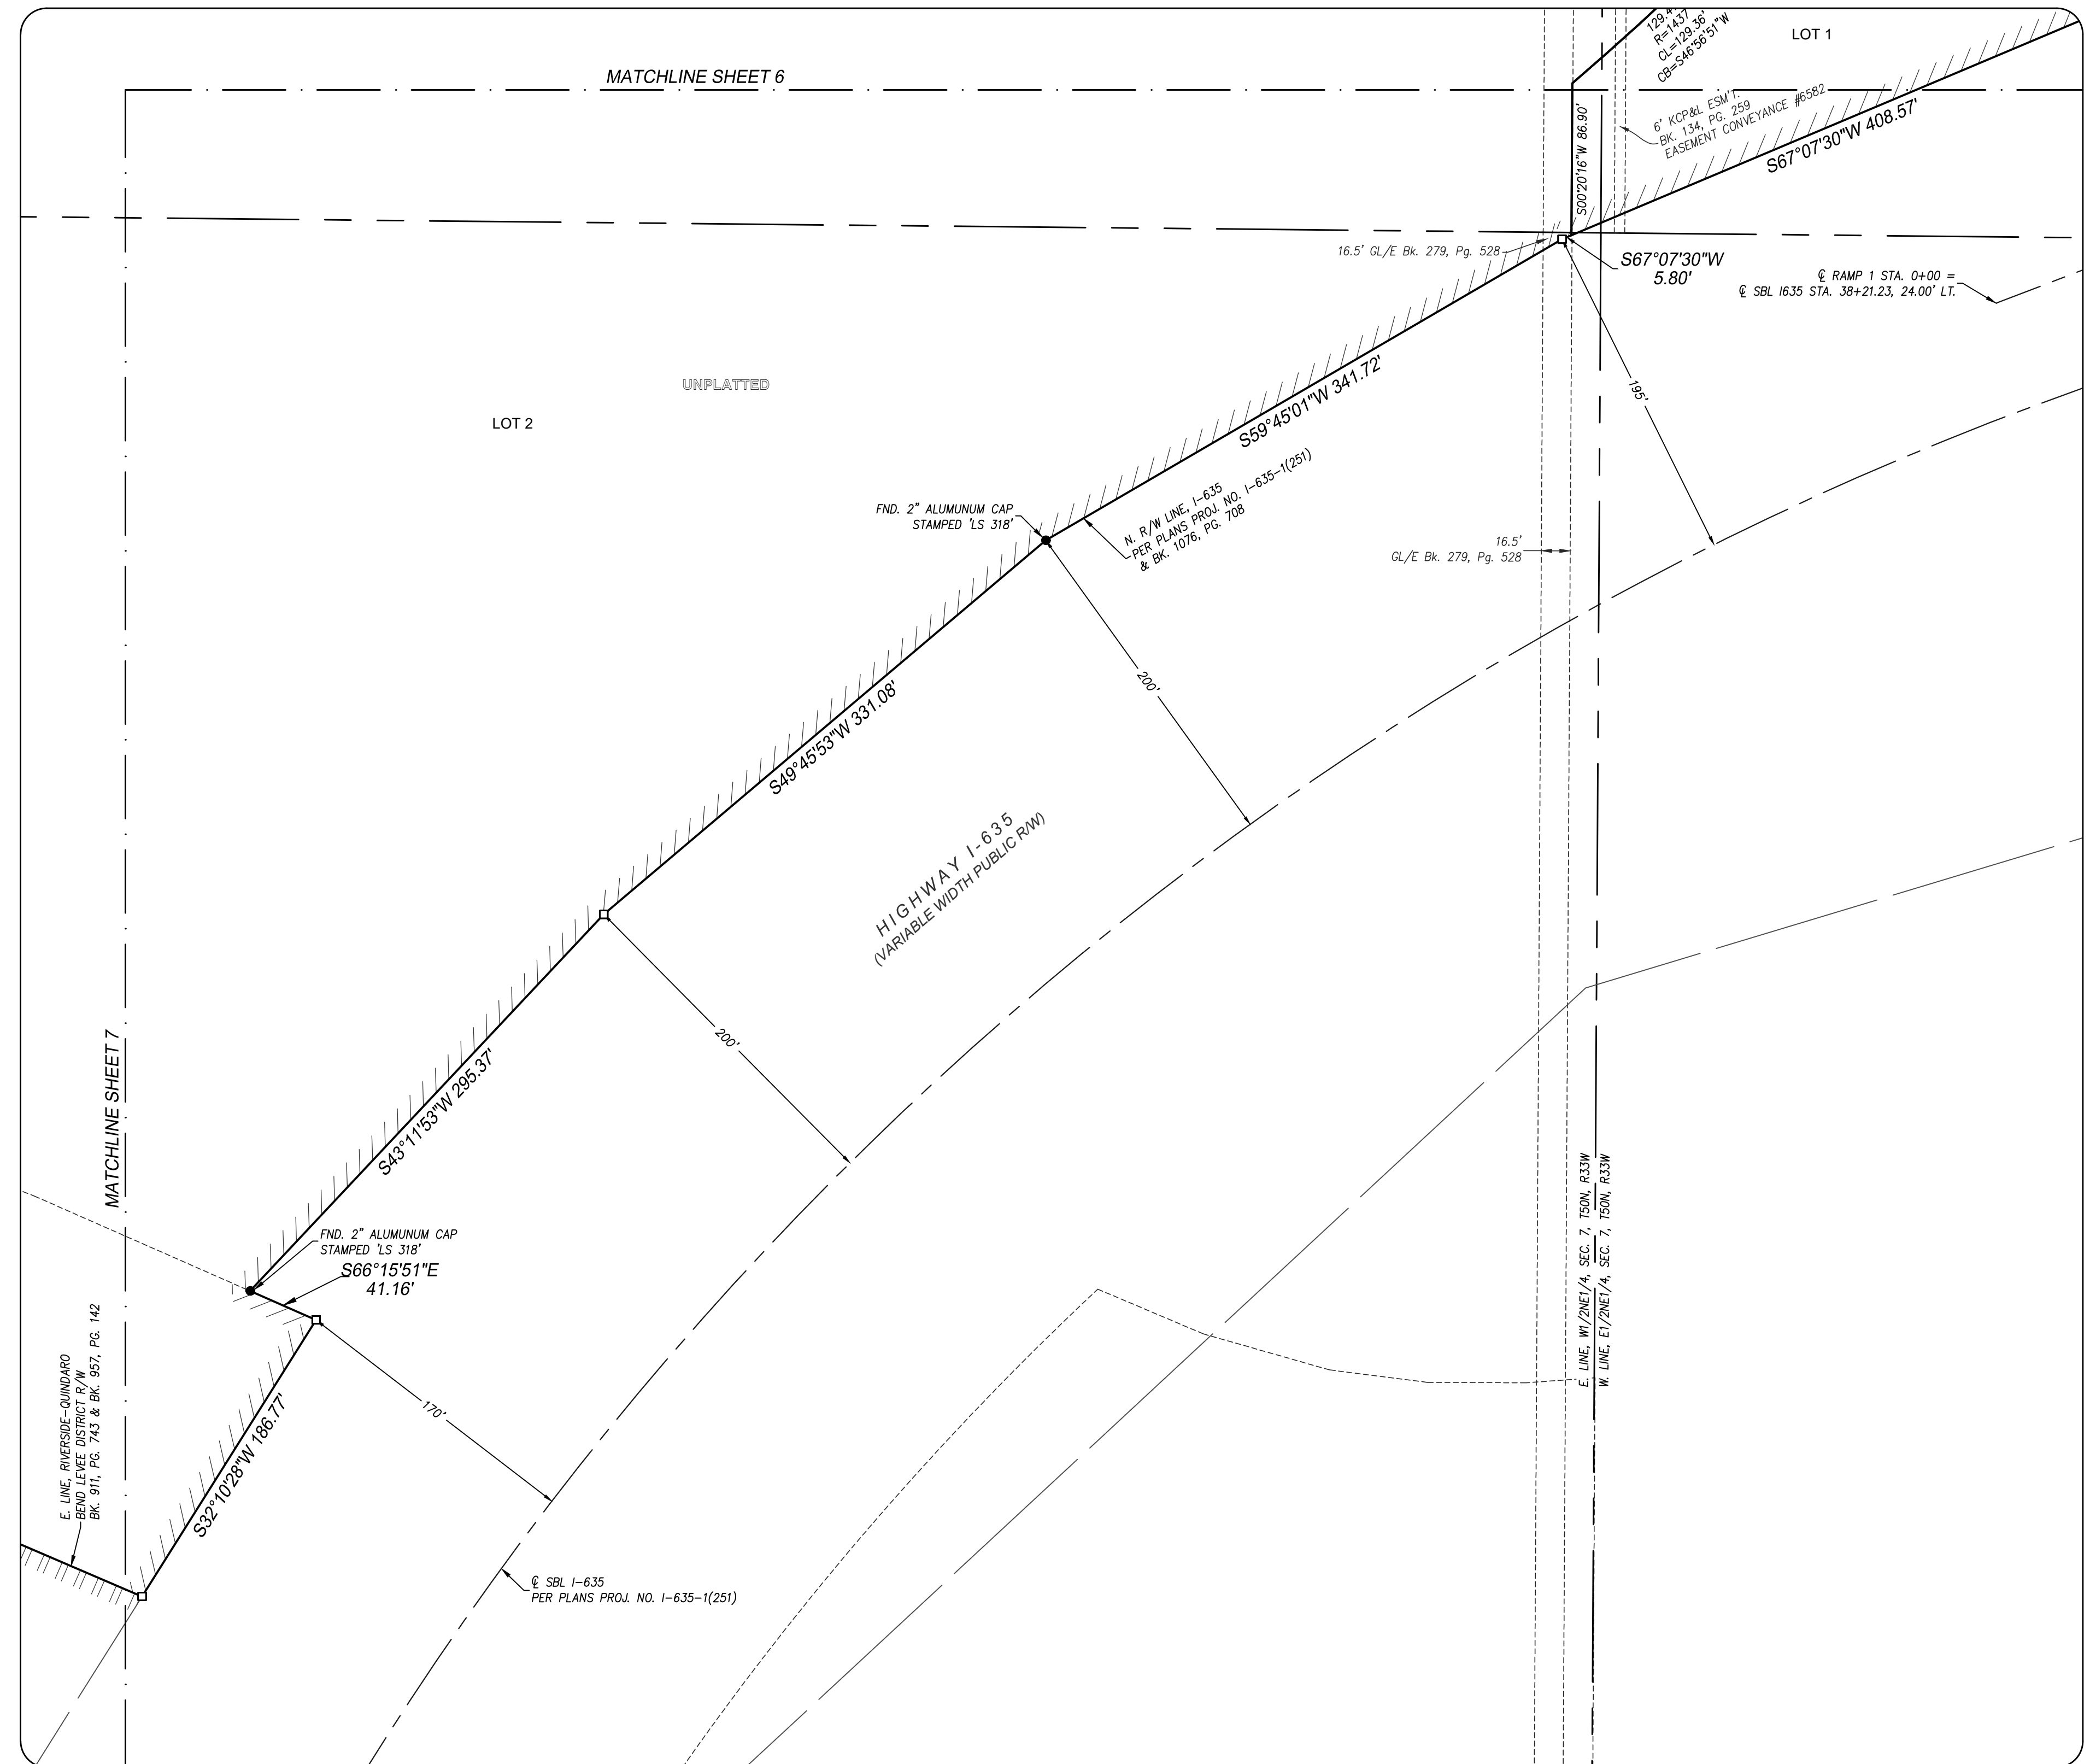 129.4
R=1437
CL=129.36'
CB=S46°56'51"W
LOT 1
MATCHLINE SHEET 6
6' KCP&L ESM'T.
BK. 134, PG. 259
EASEMENT CONVEYANCE #6582
S00°20'16"W 86.90'
S67°07'30"W 408.57'
16.5' GL/E Bk. 279, Pg. 528
S67°07'30"W
5.80'
℄ RAMP 1 STA. 0+00 =
℄ SBL I635 STA. 38+21.23, 24.00' LT.
195'
UNPLATTED
LOT 2
S59°45'01"W 341.72'
N. R/W LINE, I-635
PER PLANS PROJ. NO. I-635-1(251)
& BK. 1076, PG. 708
FND. 2" ALUMUNUM CAP
STAMPED 'LS 318'
16.5'
GL/E Bk. 279, Pg. 528
200'
S49°45'53"W 331.08'
HIGHWAY I-635
(VARIABLE WIDTH PUBLIC R/W)
200'
MATCHLINE SHEET 7
S43°11'53"W 295.37'
E. LINE, W1/2NE1/4, SEC. 7, T50N, R33W
W. LINE, E1/2NE1/4, SEC. 7, T50N, R33W
FND. 2" ALUMUNUM CAP
STAMPED 'LS 318'
S66°15'51"E
41.16'
E. LINE, RIVERSIDE-QUINDARO
BEND LEVEE DISTRICT R/W
BK. 911, PG. 743 & BK. 957, PG. 142
170'
S32°10'28"W 186.77'
℄ SBL I-635
PER PLANS PROJ. NO. I-635-1(251)